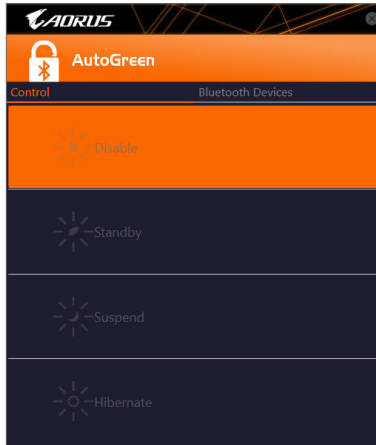 AORUS
AutoGreen
Control
Bluetooth Devices
Disable
Standby
Suspend
Hibernate